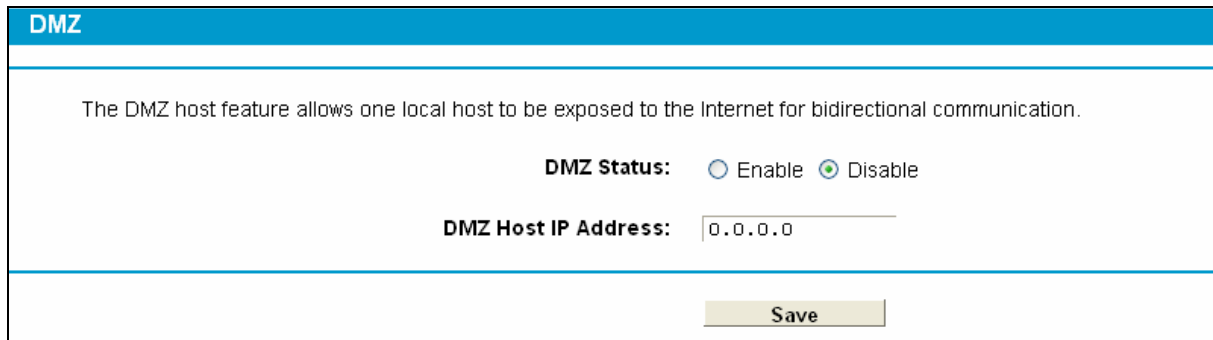 DMZ
The DMZ host feature allows one local host to be exposed to the Internet for bidirectional communication.
DMZ Status: Enable Disable
DMZ Host IP Address: 0.0.0.0
Save